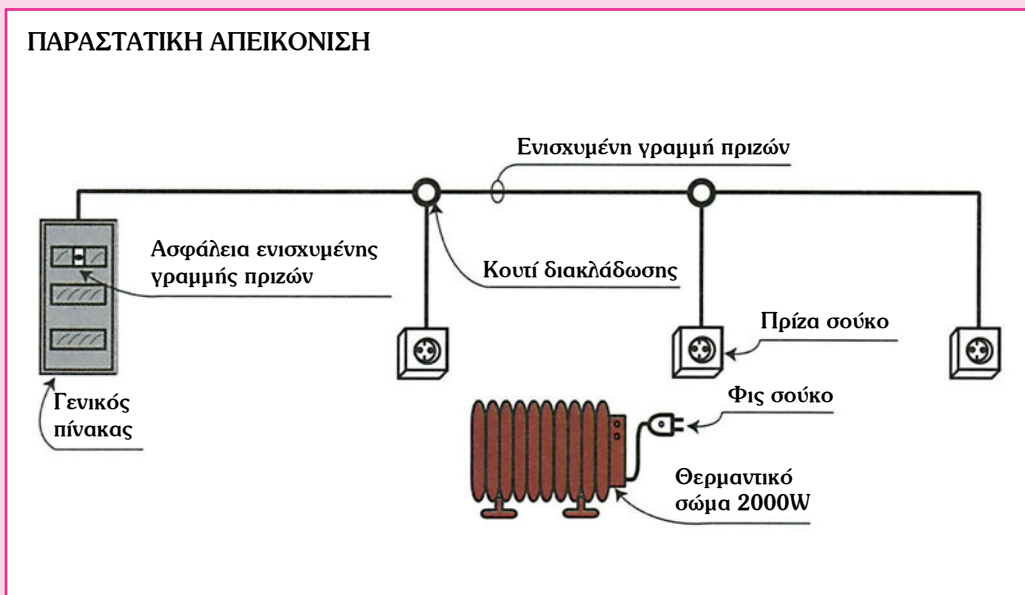 ΠΑΡΑΣΤΑΤΙΚΗ ΑΠΕΙΚΟΝΙΣΗ
Ενισχυμένη γραμμή πριζών
Ασφάλεια ενισχυμένης
γραμμής πριζών
Κουτί διακλάδωσης
Πρίζα σούκο
Γενικός
πίνακας
Φις σούκο
Θερμαντικό
σώμα 2000W